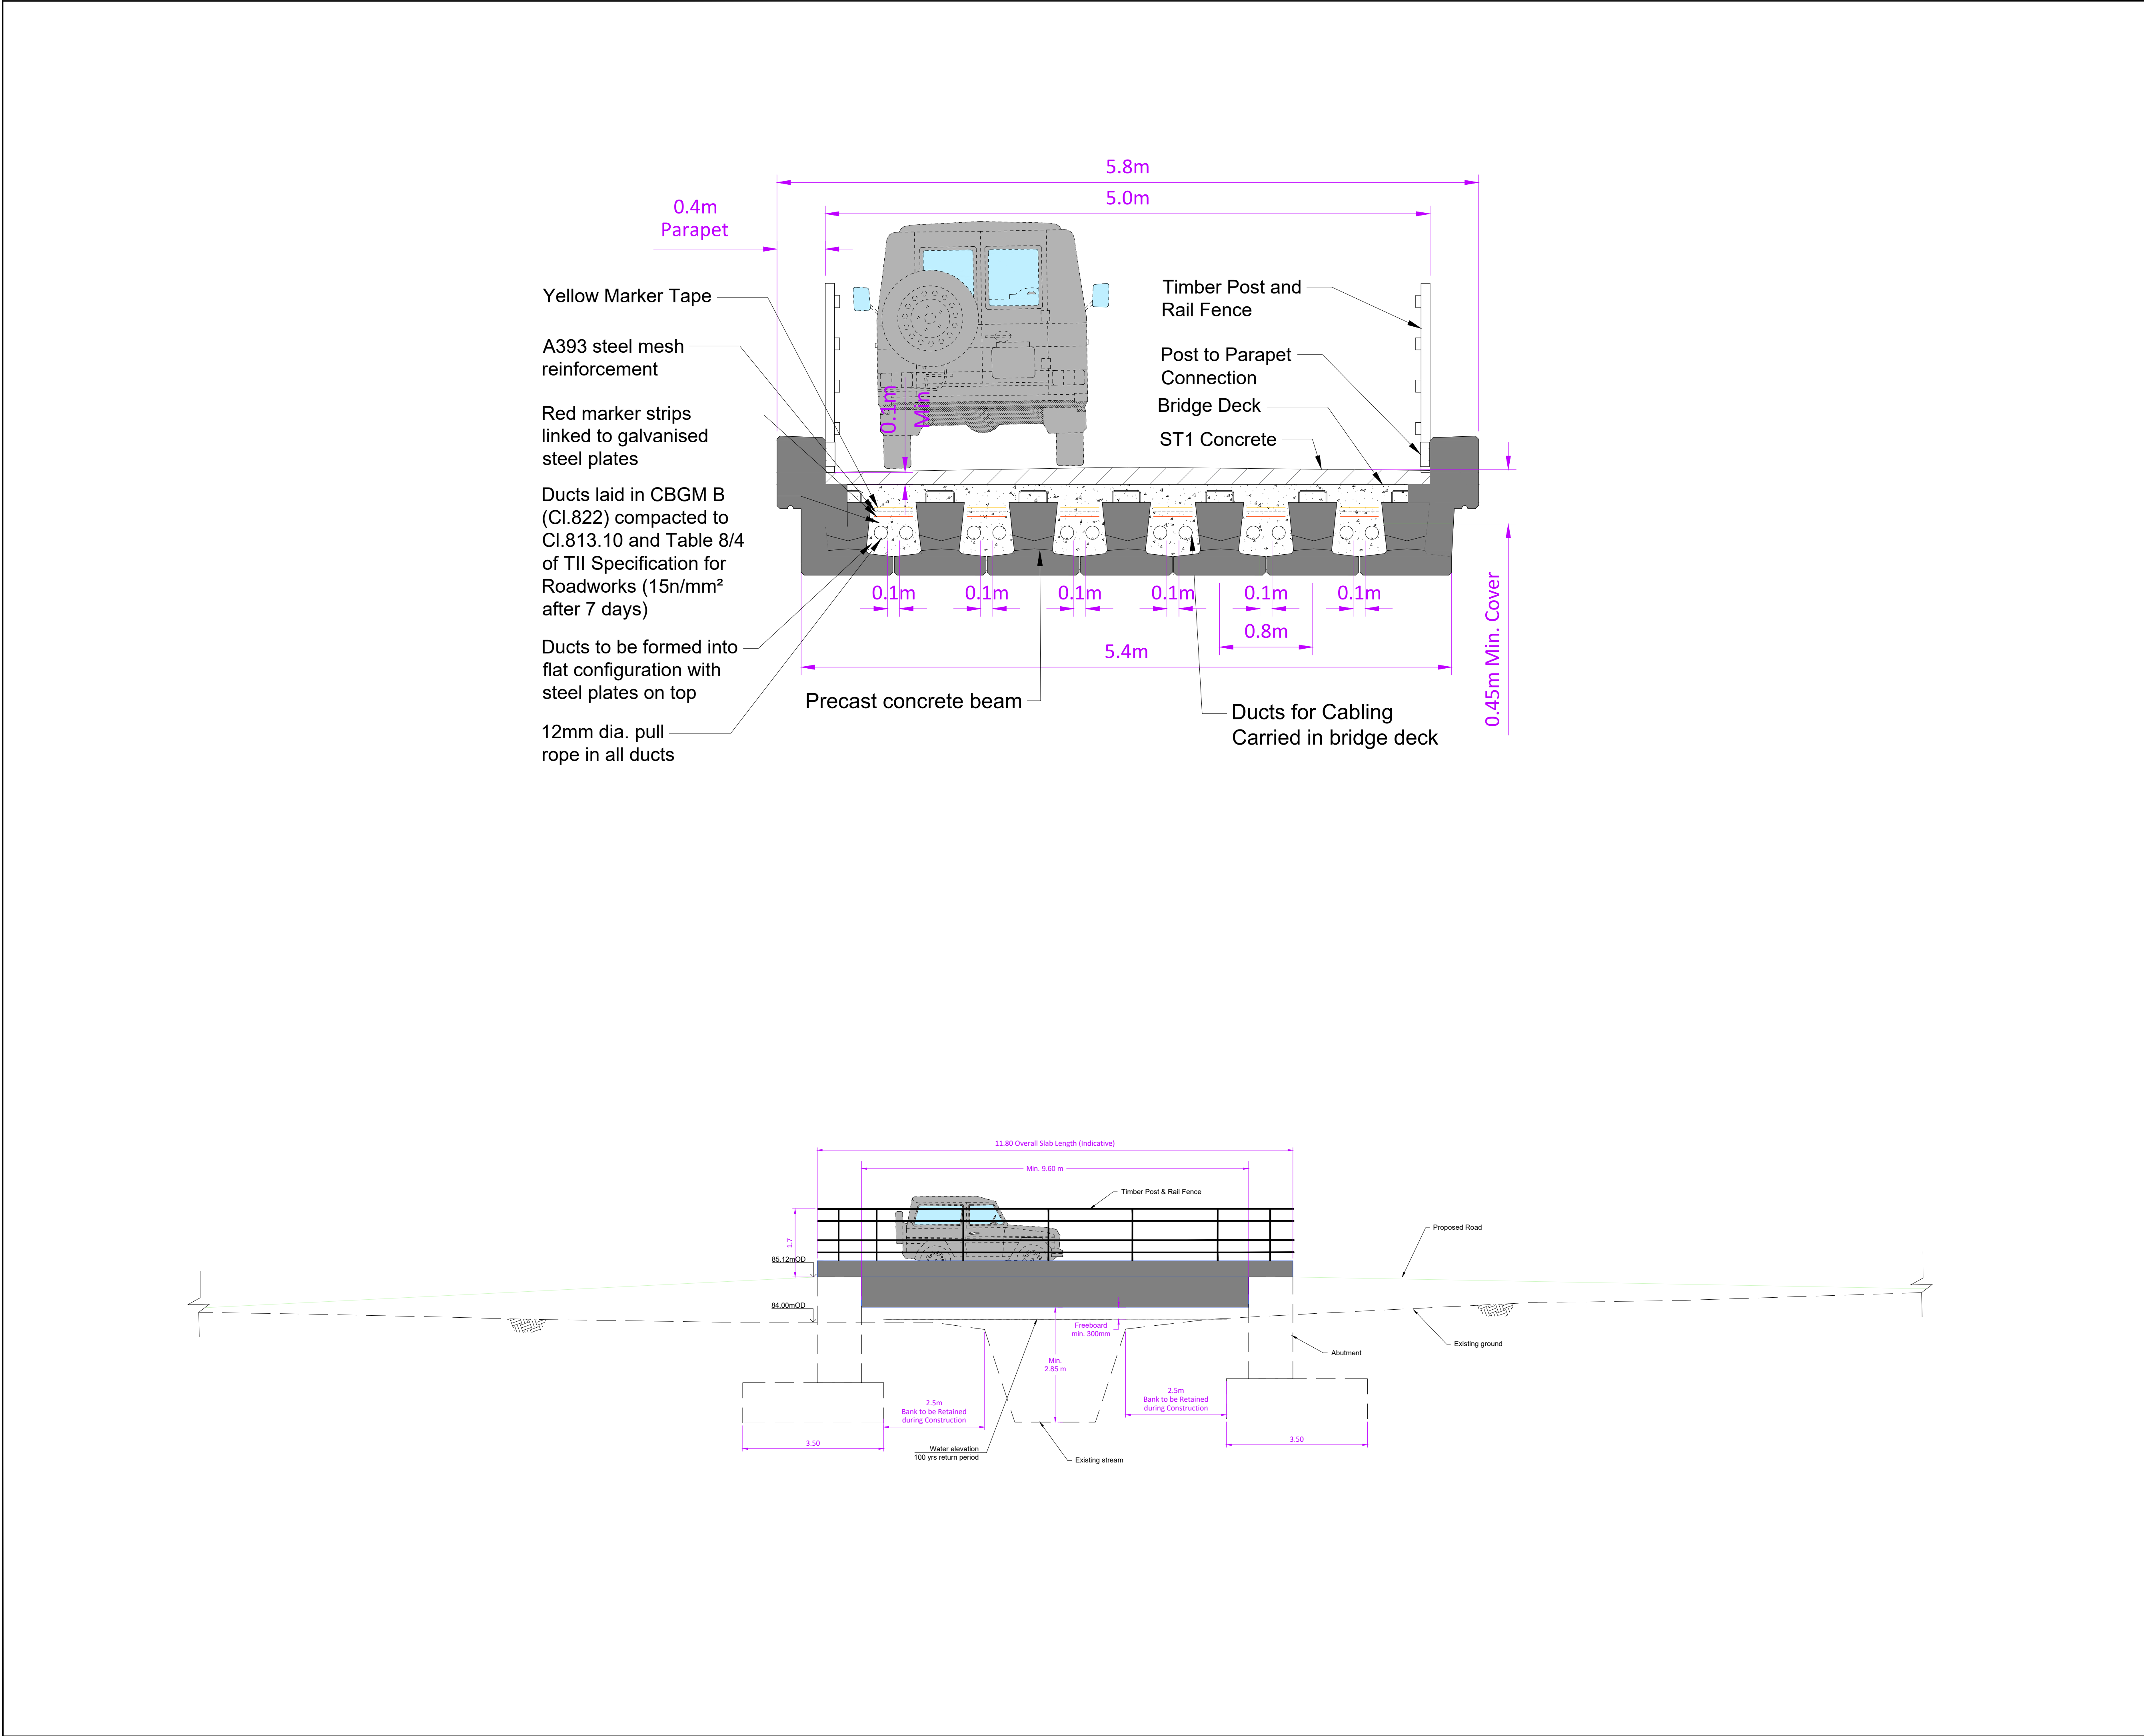 5.8m
5.0m
0.4m
Parapet
Yellow Marker Tape
A393 steel mesh
reinforcement
Red marker strips
linked to galvanised
steel plates
Ducts laid in CBGM B
(Cl.822) compacted to
Cl.813.10 and Table 8/4
of TII Specification for
Roadworks (15n/mm²
after 7 days)
Ducts to be formed into
flat configuration with
steel plates on top
12mm dia. pull
rope in all ducts
0.1m
Min
Timber Post and
Rail Fence
Post to Parapet
Connection
Bridge Deck
ST1 Concrete
0.1m
0.1m
0.1m
0.1m
0.1m
0.1m
0.8m
5.4m
0.45m Min. Cover
Precast concrete beam
Ducts for Cabling
Carried in bridge deck
11.80 Overall Slab Length (Indicative)
Min. 9.60 m
Timber Post & Rail Fence
Proposed Road
1.7
85.12mOD
84.00mOD
Freeboard
min. 300mm
Existing ground
Abutment
Min.
2.85 m
2.5m
Bank to be Retained
during Construction
2.5m
Bank to be Retained
during Construction
3.50
3.50
Water elevation
100 yrs return period
Existing stream